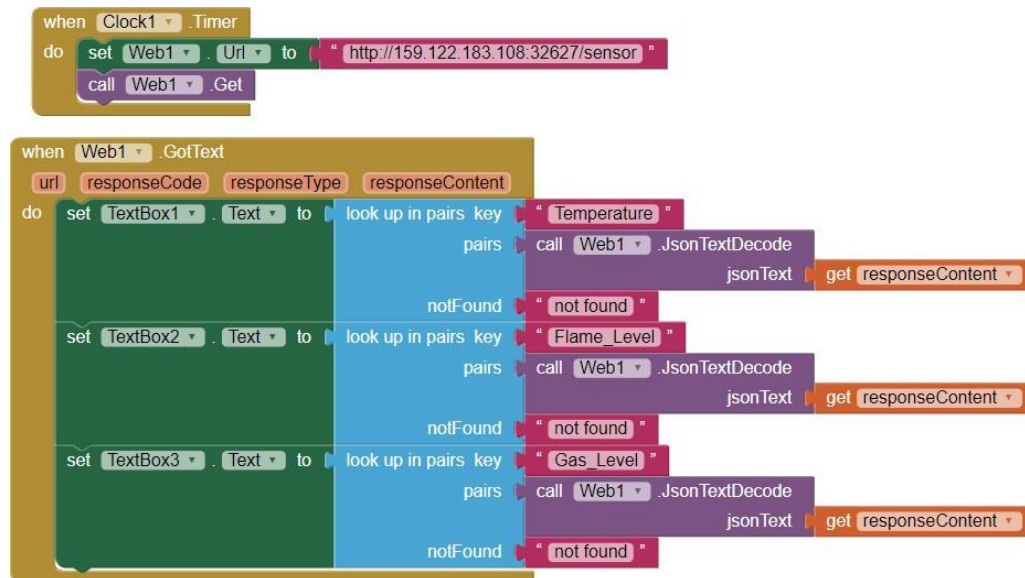 when Clock1 .Timer
do set Web1 . Url to " http://159.122.183.108:32627/sensor "
call Web1 .Get
when Web1 .GotText
url responseCode responseType responseContent
do set TextBox1 . Text to look up in pairs key " Temperature "
pairs call Web1 .JsonTextDecode
jsonText get responseContent
notFound " not found "
set TextBox2 . Text to look up in pairs key " Flame_Level "
pairs call Web1 .JsonTextDecode
jsonText get responseContent
notFound " not found "
set TextBox3 . Text to look up in pairs key " Gas_Level "
pairs call Web1 .JsonTextDecode
jsonText get responseContent
notFound " not found "